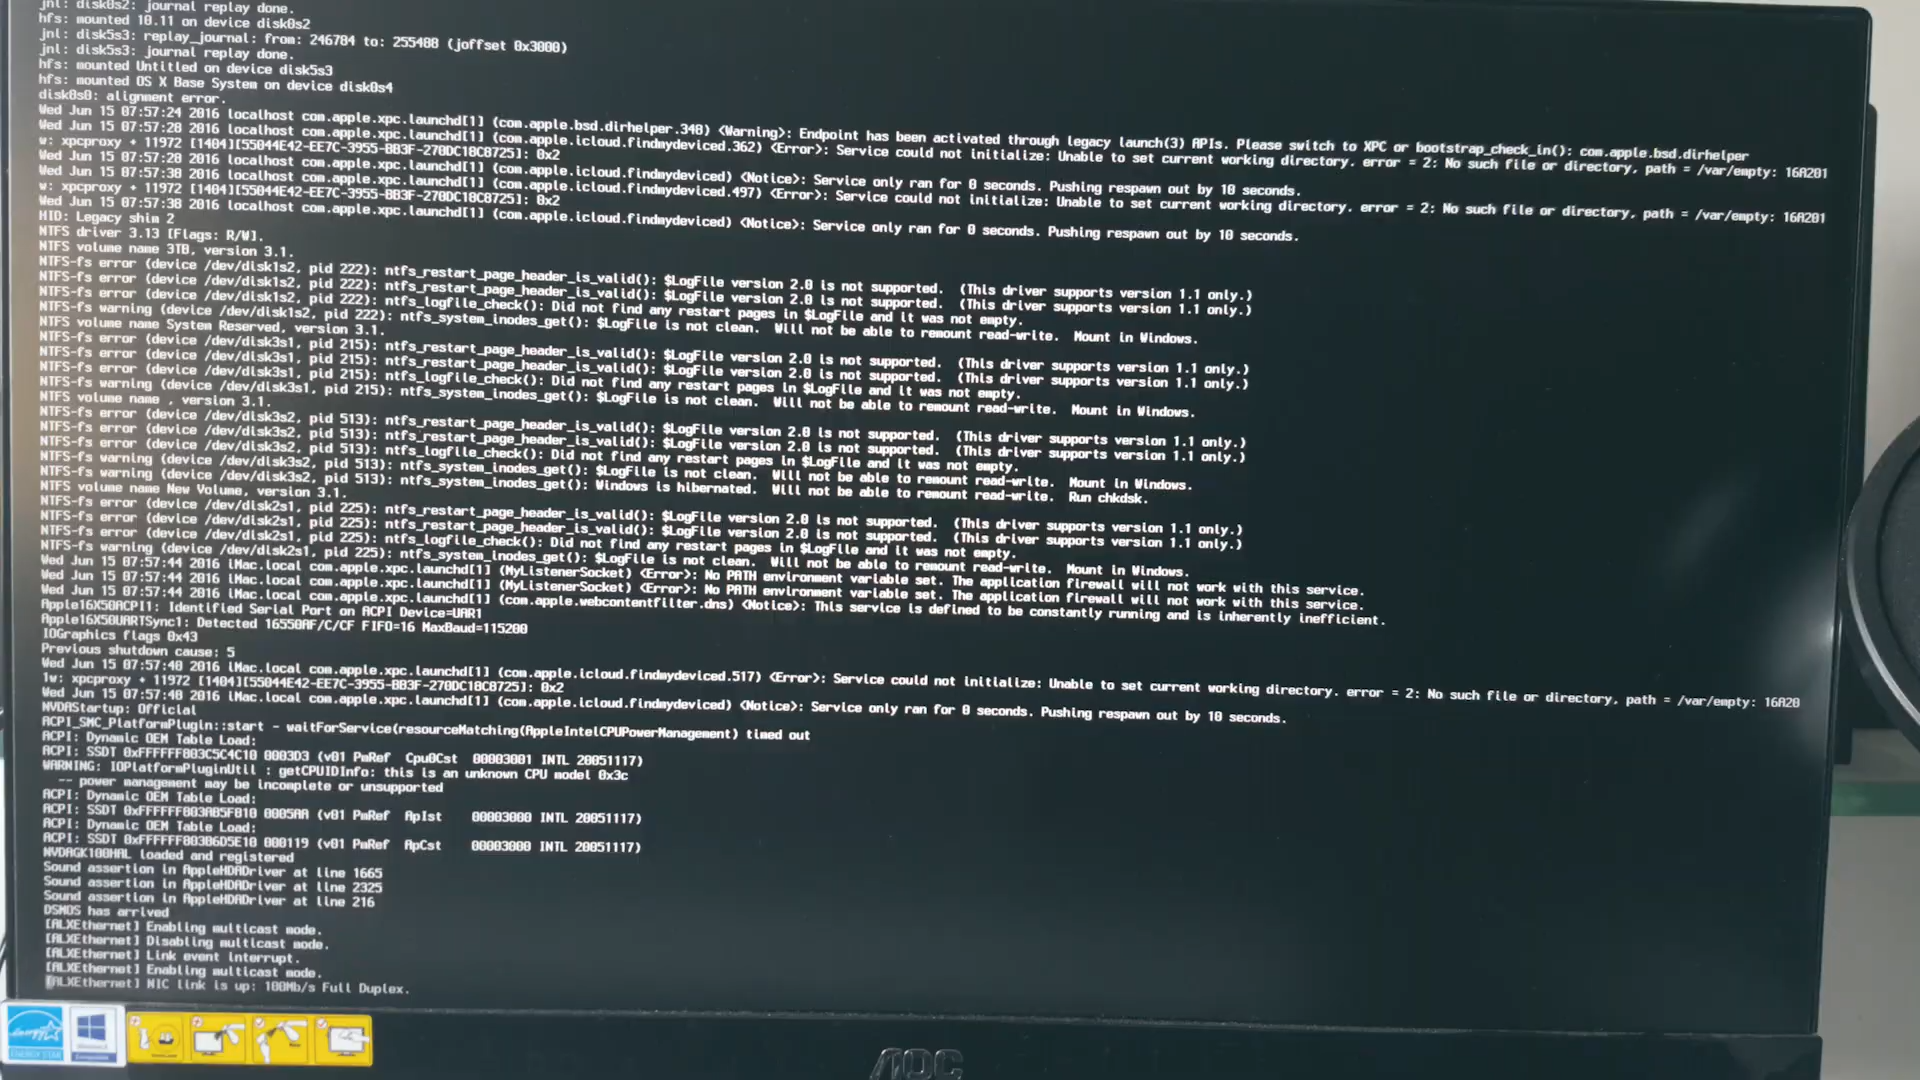 jnl: disk0s2: journal replay done.
hfs: mounted 10.11 on device disk0s2
jnl: disk5s3: replay_journal: from: 246784 to: 255488 (joffset 0x3000)
jnl: disk5s3: journal replay done.
hfs: mounted Untitled on device disk5s3
hfs: mounted OS X Base System on device disk0s4
disk0s0: alignment error.
Wed Jun 15 07:57:24 2016 localhost com.apple.xpc.launchd[1] (com.apple.bsd.dirhelper.340) <Warning>: Endpoint has been activated through legacy launch(3) APIs. Please switch to XPC or bootstrap_check_in(): com.apple.bsd.dirhelper
Wed Jun 15 07:57:28 2016 localhost com.apple.xpc.launchd[1] (com.apple.icloud.findmydeviced.362) <Error>: Service could not initialize: Unable to set current working directory. error = 2: No such file or directory, path = /var/empty: 16A201
w: xpcproxy + 11972 [1404][55044E42-EE7C-3955-BB3F-270DC18C8725]: 0x2
Wed Jun 15 07:57:28 2016 localhost com.apple.xpc.launchd[1] (com.apple.icloud.findmydeviced) <Notice>: Service only ran for 0 seconds. Pushing respawn out by 10 seconds.
Wed Jun 15 07:57:38 2016 localhost com.apple.xpc.launchd[1] (com.apple.icloud.findmydeviced.497) <Error>: Service could not initialize: Unable to set current working directory. error = 2: No such file or directory, path = /var/empty: 16A201
w: xpcproxy + 11972 [1404][55044E42-EE7C-3955-BB3F-270DC18C8725]: 0x2
Wed Jun 15 07:57:38 2016 localhost com.apple.xpc.launchd[1] (com.apple.icloud.findmydeviced) <Notice>: Service only ran for 0 seconds. Pushing respawn out by 10 seconds.
HID: Legacy shim 2
NTFS driver 3.13 [Flags: R/W].
NTFS volume name 3TB, version 3.1.
NTFS-fs error (device /dev/disk1s2, pid 222): ntfs_restart_page_header_is_valid(): $LogFile version 2.0 is not supported.  (This driver supports version 1.1 only.)
NTFS-fs error (device /dev/disk1s2, pid 222): ntfs_restart_page_header_is_valid(): $LogFile version 2.0 is not supported.  (This driver supports version 1.1 only.)
NTFS-fs error (device /dev/disk1s2, pid 222): ntfs_logfile_check(): Did not find any restart pages in $LogFile and it was not empty.
NTFS-fs warning (device /dev/disk1s2, pid 222): ntfs_system_inodes_get(): $LogFile is not clean.  Will not be able to remount read-write.  Mount in Windows.
NTFS volume name System Reserved, version 3.1.
NTFS-fs error (device /dev/disk3s1, pid 215): ntfs_restart_page_header_is_valid(): $LogFile version 2.0 is not supported.  (This driver supports version 1.1 only.)
NTFS-fs error (device /dev/disk3s1, pid 215): ntfs_restart_page_header_is_valid(): $LogFile version 2.0 is not supported.  (This driver supports version 1.1 only.)
NTFS-fs error (device /dev/disk3s1, pid 215): ntfs_logfile_check(): Did not find any restart pages in $LogFile and it was not empty.
NTFS-fs warning (device /dev/disk3s1, pid 215): ntfs_system_inodes_get(): $LogFile is not clean.  Will not be able to remount read-write.  Mount in Windows.
NTFS volume name , version 3.1.
NTFS-fs error (device /dev/disk3s2, pid 513): ntfs_restart_page_header_is_valid(): $LogFile version 2.0 is not supported.  (This driver supports version 1.1 only.)
NTFS-fs error (device /dev/disk3s2, pid 513): ntfs_restart_page_header_is_valid(): $LogFile version 2.0 is not supported.  (This driver supports version 1.1 only.)
NTFS-fs error (device /dev/disk3s2, pid 513): ntfs_logfile_check(): Did not find any restart pages in $LogFile and it was not empty.
NTFS-fs warning (device /dev/disk3s2, pid 513): ntfs_system_inodes_get(): $LogFile is not clean.  Will not be able to remount read-write.  Mount in Windows.
NTFS-fs warning (device /dev/disk3s2, pid 513): ntfs_system_inodes_get(): Windows is hibernated.  Will not be able to remount read-write.  Run chkdsk.
NTFS volume name New Volume, version 3.1.
NTFS-fs error (device /dev/disk2s1, pid 225): ntfs_restart_page_header_is_valid(): $LogFile version 2.0 is not supported.  (This driver supports version 1.1 only.)
NTFS-fs error (device /dev/disk2s1, pid 225): ntfs_restart_page_header_is_valid(): $LogFile version 2.0 is not supported.  (This driver supports version 1.1 only.)
NTFS-fs error (device /dev/disk2s1, pid 225): ntfs_logfile_check(): Did not find any restart pages in $LogFile and it was not empty.
NTFS-fs warning (device /dev/disk2s1, pid 225): ntfs_system_inodes_get(): $LogFile is not clean.  Will not be able to remount read-write.  Mount in Windows.
Wed Jun 15 07:57:44 2016 iMac.local com.apple.xpc.launchd[1] (MyListenerSocket) <Error>: No PATH environment variable set. The application firewall will not work with this service.
Wed Jun 15 07:57:44 2016 iMac.local com.apple.xpc.launchd[1] (MyListenerSocket) <Error>: No PATH environment variable set. The application firewall will not work with this service.
Wed Jun 15 07:57:44 2016 iMac.local com.apple.xpc.launchd[1] (com.apple.webcontentfilter.dns) <Notice>: This service is defined to be constantly running and is inherently inefficient.
Apple16X50ACPI1: Identified Serial Port on ACPI Device=UAR1
Apple16X50UARTSync1: Detected 16550AF/C/CF FIFO=16 MaxBaud=115200
IOGraphics flags 0x43
Previous shutdown cause: 5
Wed Jun 15 07:57:48 2016 iMac.local com.apple.xpc.launchd[1] (com.apple.icloud.findmydeviced.517) <Error>: Service could not initialize: Unable to set current working directory. error = 2: No such file or directory, path = /var/empty: 16A20
1w: xpcproxy + 11972 [1404][55044E42-EE7C-3955-BB3F-270DC18C8725]: 0x2
Wed Jun 15 07:57:48 2016 iMac.local com.apple.xpc.launchd[1] (com.apple.icloud.findmydeviced) <Notice>: Service only ran for 0 seconds. Pushing respawn out by 10 seconds.
NVDAStartup: Official
ACPI_SMC_PlatformPlugin::start - waitForService(resourceMatching(AppleIntelCPUPowerManagement) timed out
ACPI: Dynamic OEM Table Load:
ACPI: SSDT 0xFFFFFF803C5C4C10 0003D3 (v01 PmRef  Cpu0Cst  00003001 INTL 20051117)
WARNING: IOPlatformPluginUtil : getCPUIDInfo: this is an unknown CPU model 0x3c
-- power management may be incomplete or unsupported
ACPI: Dynamic OEM Table Load:
ACPI: SSDT 0xFFFFFF803A85F010 0005AA (v01 PmRef  ApIst    00003000 INTL 20051117)
ACPI: Dynamic OEM Table Load:
ACPI: SSDT 0xFFFFFF803B6D5E10 000119 (v01 PmRef  ApCst    00003000 INTL 20051117)
NVDAGK100HAL loaded and registered
Sound assertion in AppleHDADriver at line 1665
Sound assertion in AppleHDADriver at line 2325
Sound assertion in AppleHDADriver at line 216
DSMOS has arrived
[ALXEthernet] Enabling multicast mode.
[ALXEthernet] Disabling multicast mode.
[ALXEthernet] Link event interrupt.
[ALXEthernet] Enabling multicast mode.
[ALXEthernet] NIC link is up: 100Mb/s Full Duplex.
ENERGY STAR
AOC